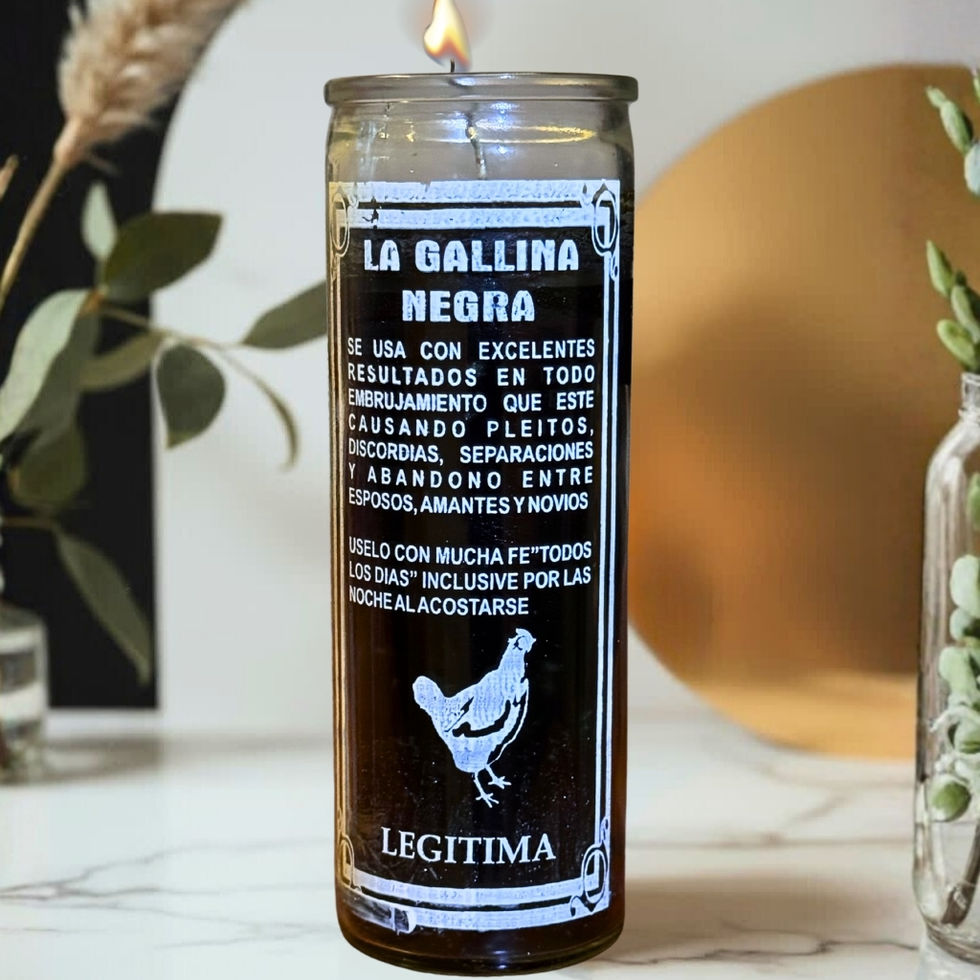 LA GALLINA
NEGRA
SE USA CON EXCELENTES
RESULTADOS EN TODO
EMBRUJAMIENTO QUE ESTE
CAUSANDO PLEITOS,
DISCORDIAS, SEPARACIONES
Y ABANDONO ENTRE
ESPOSOS, AMANTES Y NOVIOS
USELO CON MUCHA FE"TODOS
LOS DIAS" INCLUSIVE POR LAS
NOCHE AL ACOSTARSE
LEGITIMA